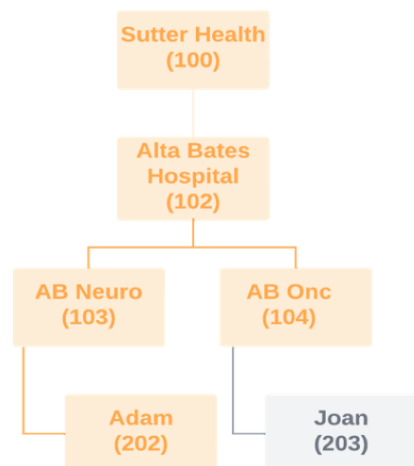 Sutter Health
(100)
Alta Bates
Hospital
(102)
AB Neuro
(103)
AB Onc
(104)
Adam
(202)
Joan
(203)